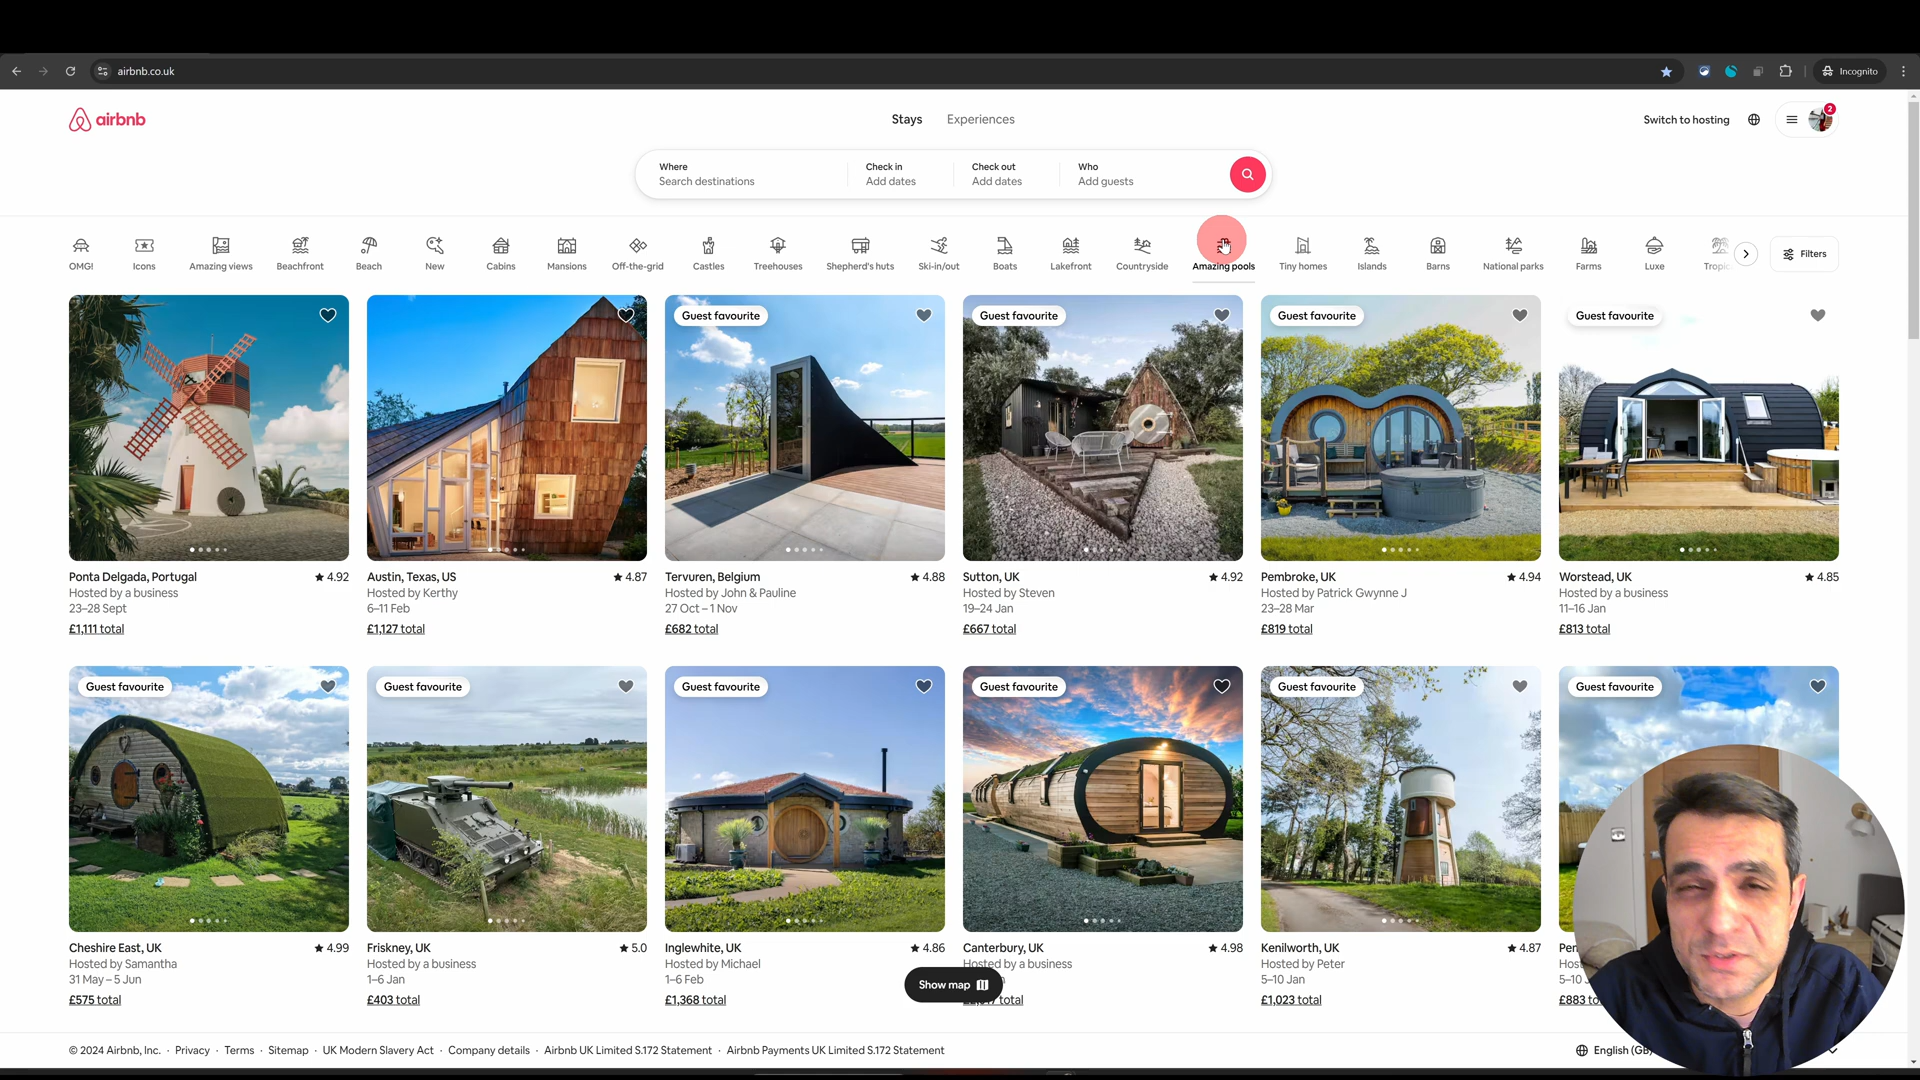 airbnb.co.uk
Incognito
airbnb
Stays
Experiences
Switch to hosting
2
Where
Search destinations
Check in
Add dates
Check out
Add dates
Who
Add guests
OMG!
Icons
Amazing views
Beachfront
Beach
New
Cabins
Mansions
Off-the-grid
Castles
Treehouses
Shepherd's huts
Ski-in/out
Boats
Lakefront
Countryside
Amazing pools
Tiny homes
Islands
Barns
National parks
Farms
Luxe
Tropic
Filters
Guest favourite
Guest favourite
Guest favourite
Guest favourite
Ponta Delgada, Portugal
4.92
Hosted by a business
23–28 Sept
£1,111 total
Austin, Texas, US
4.87
Hosted by Kerthy
6–11 Feb
£1,127 total
Tervuren, Belgium
4.88
Hosted by John & Pauline
27 Oct – 1 Nov
£682 total
Sutton, UK
4.92
Hosted by Steven
19–24 Jan
£667 total
Pembroke, UK
4.94
Hosted by Patrick Gwynne J
23–28 Mar
£819 total
Worstead, UK
4.85
Hosted by a business
11–16 Jan
£813 total
Guest favourite
Guest favourite
Guest favourite
Guest favourite
Guest favourite
Guest favourite
Cheshire East, UK
4.99
Hosted by Samantha
31 May – 5 Jun
£575 total
Friskney, UK
5.0
Hosted by a business
1–6 Jan
£403 total
Inglewhite, UK
4.86
Hosted by Michael
1–6 Feb
£1,368 total
Canterbury, UK
4.98
Hosted by a business
total
Kenilworth, UK
4.87
Hosted by Peter
5–10 Jan
£1,023 total
Pen
Host
5–10 J
£883 to
Show map
© 2024 Airbnb, Inc. · Privacy · Terms · Sitemap · UK Modern Slavery Act · Company details · Airbnb UK Limited S.172 Statement · Airbnb Payments UK Limited S.172 Statement
English (GB)